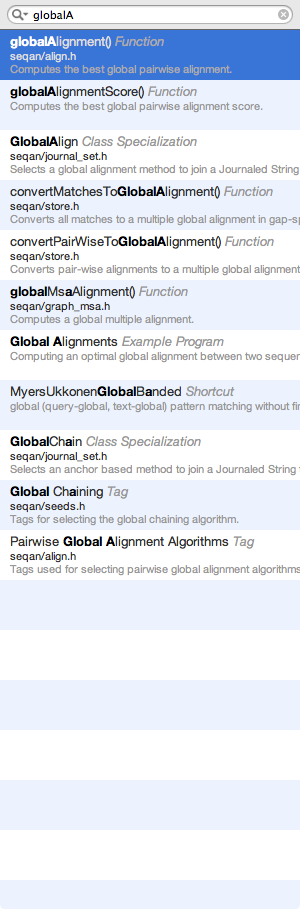 globalA
globalAlignment() Function
seqan/align.h
Computes the best global pairwise alignment.
globalAlignmentScore() Function
Computes the best global pairwise alignment score.
GlobalAlign Class Specialization
seqan/journal_set.h
Selects a global alignment method to join a Journaled String
convertMatchesToGlobalAlignment() Function
seqan/store.h
Converts all matches to a multiple global alignment in gap-sp
convertPairWiseToGlobalAlignment() Function
seqan/store.h
Converts pair-wise alignments to a multiple global alignment
globalMsaAlignment() Function
seqan/graph_msa.h
Computes a global multiple alignment.
Global Alignments Example Program
Computing an optimal global alignment between two sequen
MyersUkkonenGlobalBanded Shortcut
global (query-global, text-global) pattern matching without fin
GlobalChain Class Specialization
seqan/journal_set.h
Selects an anchor based method to join a Journaled String
Global Chaining Tag
seqan/seeds.h
Tags for selecting the global chaining algorithm.
Pairwise Global Alignment Algorithms Tag
seqan/align.h
Tags used for selecting pairwise global alignment algorithms